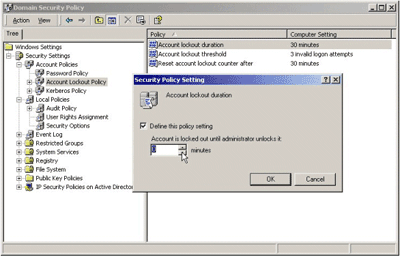 Domain Security Policy
Action View
Tree
Policy Computer Setting
Windows Settings
Security Settings
Account Policies
Password Policy
Account Lockout Policy
Kerberos Policy
Local Policies
Audit Policy
User Rights Assignment
Security Options
Event Log
Restricted Groups
System Services
Registry
File System
Public Key Policies
IP Security Policies on Active Director
Account lockout duration 30 minutes
Account lockout threshold 3 invalid logon attempts
Reset account lockout counter after 30 minutes
Security Policy Setting
Account lockout duration
Define this policy setting
Account is locked out until administrator unlocks it:
0 minutes
OK Cancel